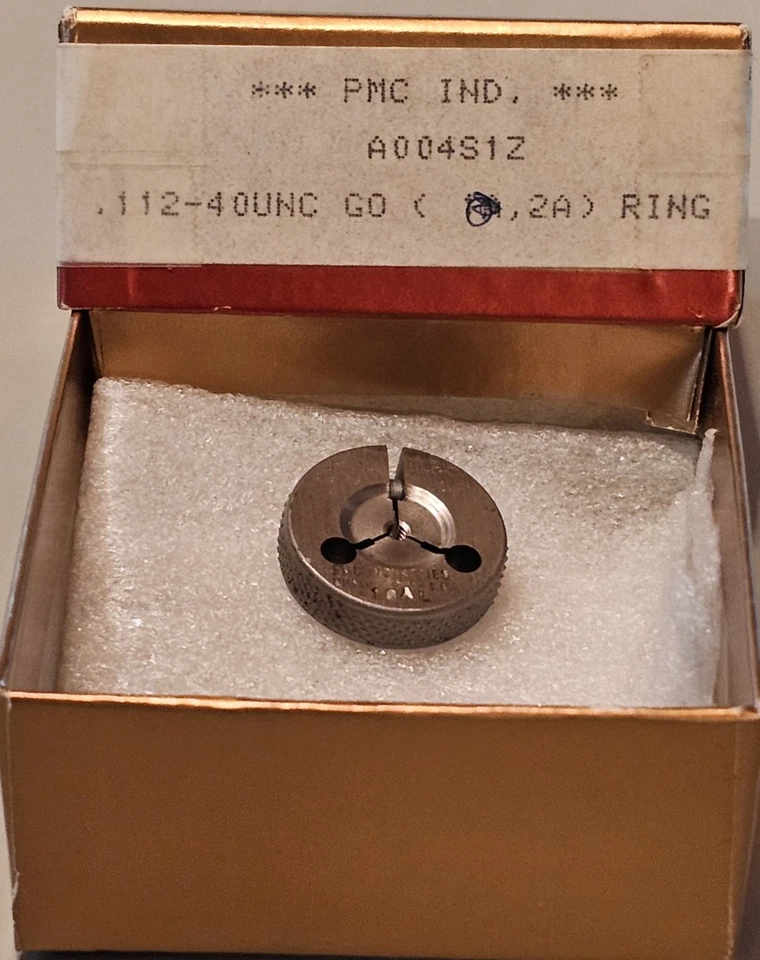 *** PMC IND. ***
A004S1Z
.112-40UNC GO ( ,2A) RING